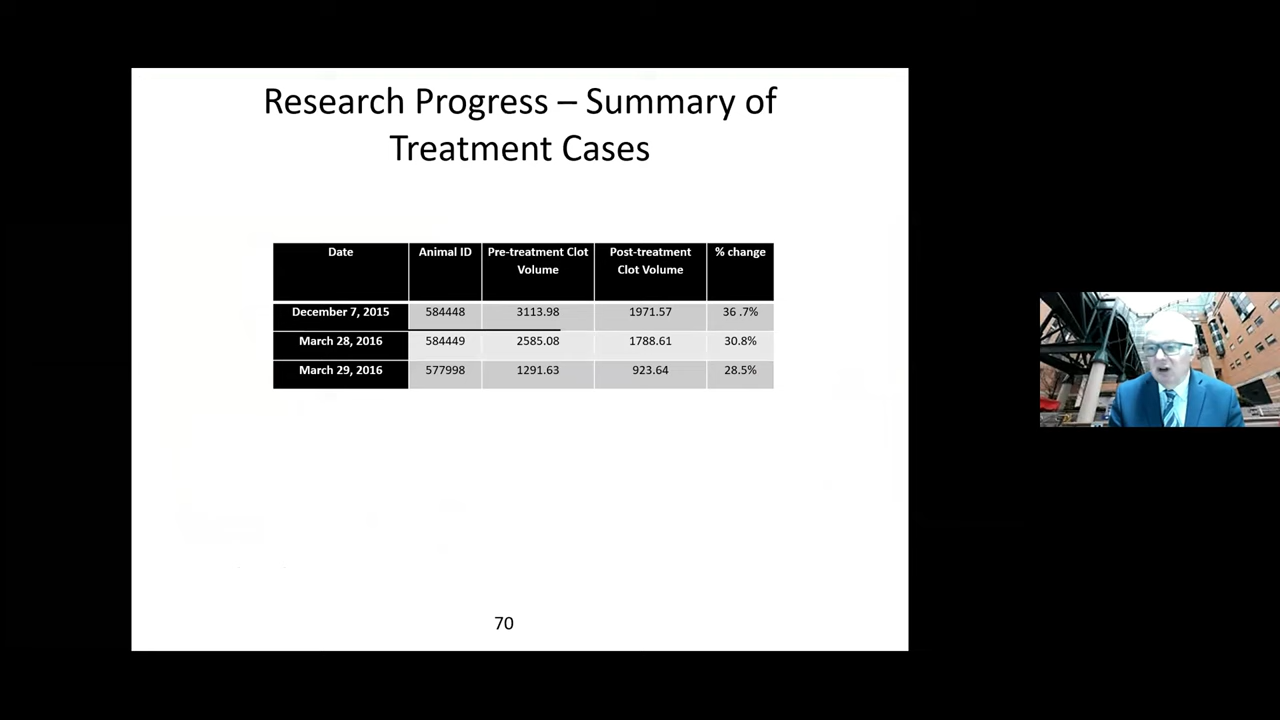 Research Progress – Summary of
Treatment Cases
Date Animal ID Pre-treatment Clot Volume Post-treatment Clot Volume % change
December 7, 2015 584448 3113.98 1971.57 36 .7%
March 28, 2016 584449 2585.08 1788.61 30.8%
March 29, 2016 577998 1291.63 923.64 28.5%
70